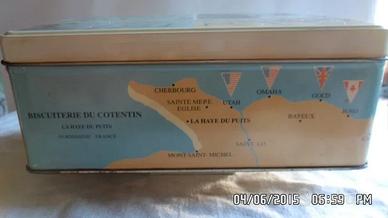 CHERBOURG
OMAHA
GOLD
SAINTE MERE
EGLISE
UTAH
JUNO
BISCUITERIE DU COTENTIN
LA HAYE DU PUITS
BAYEUX
LA HAYE DU PUITS
NORMANDIE - FRANCE
SAINT LO
MONT-SAINT-MICHEL
04/06/2015 06:59 PM